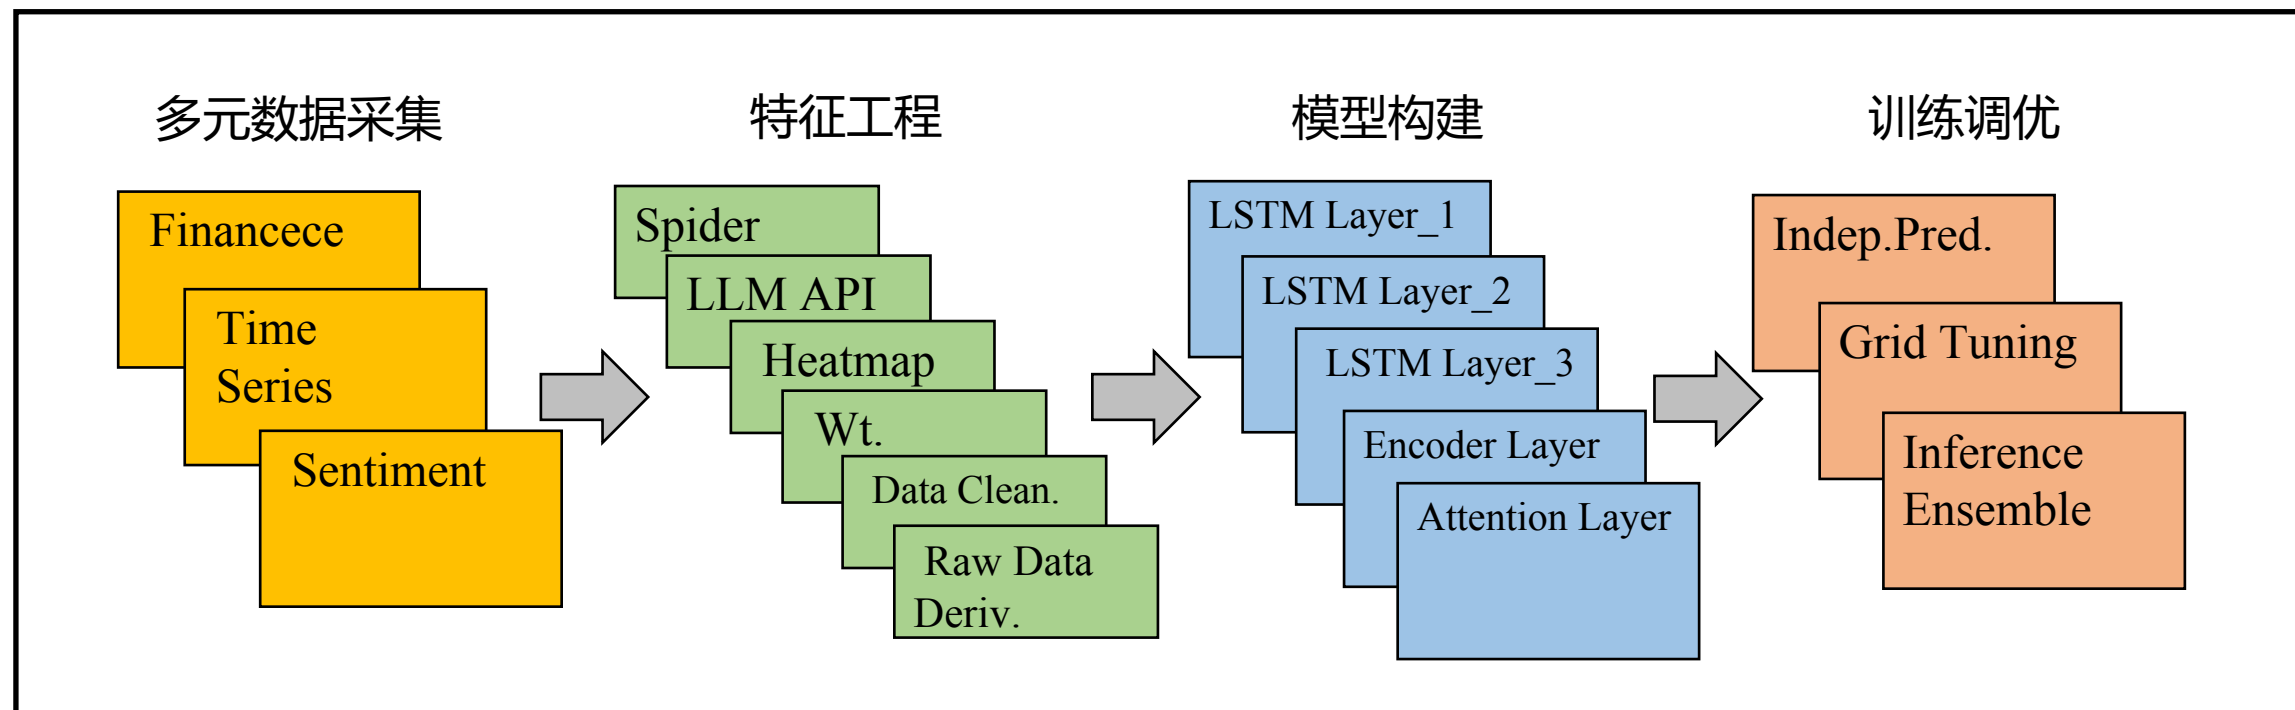 多元数据采集
特征工程
模型构建
训练调优
Financece
Time
Series
Sentiment
Spider
LLM API
Heatmap
Wt.
Data Clean.
Raw Data
Deriv.
LSTM Layer_1
LSTM Layer_2
LSTM Layer_3
Encoder Layer
Attention Layer
Indep.Pred.
Grid Tuning
Inference
Ensemble